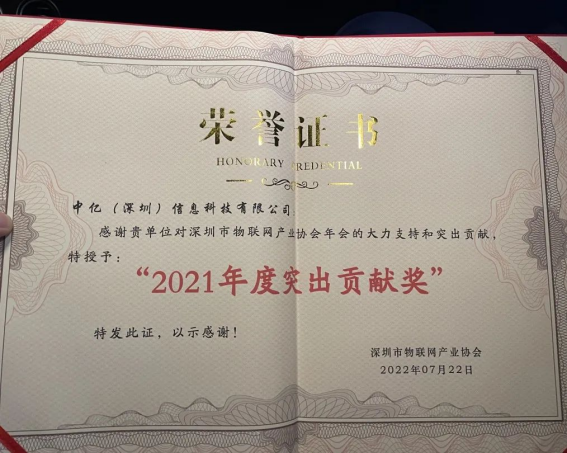 荣誉证书
HONORARY CREDENTIAL
中亿（深圳）信息科技有限公司
感谢贵单位对深圳市物联网产业协会年会的大力支持和突出贡献，
特授予：
“2021年度突出贡献奖”
特发此证，以示感谢！
深圳市物联网产业协会
2022年07月22日